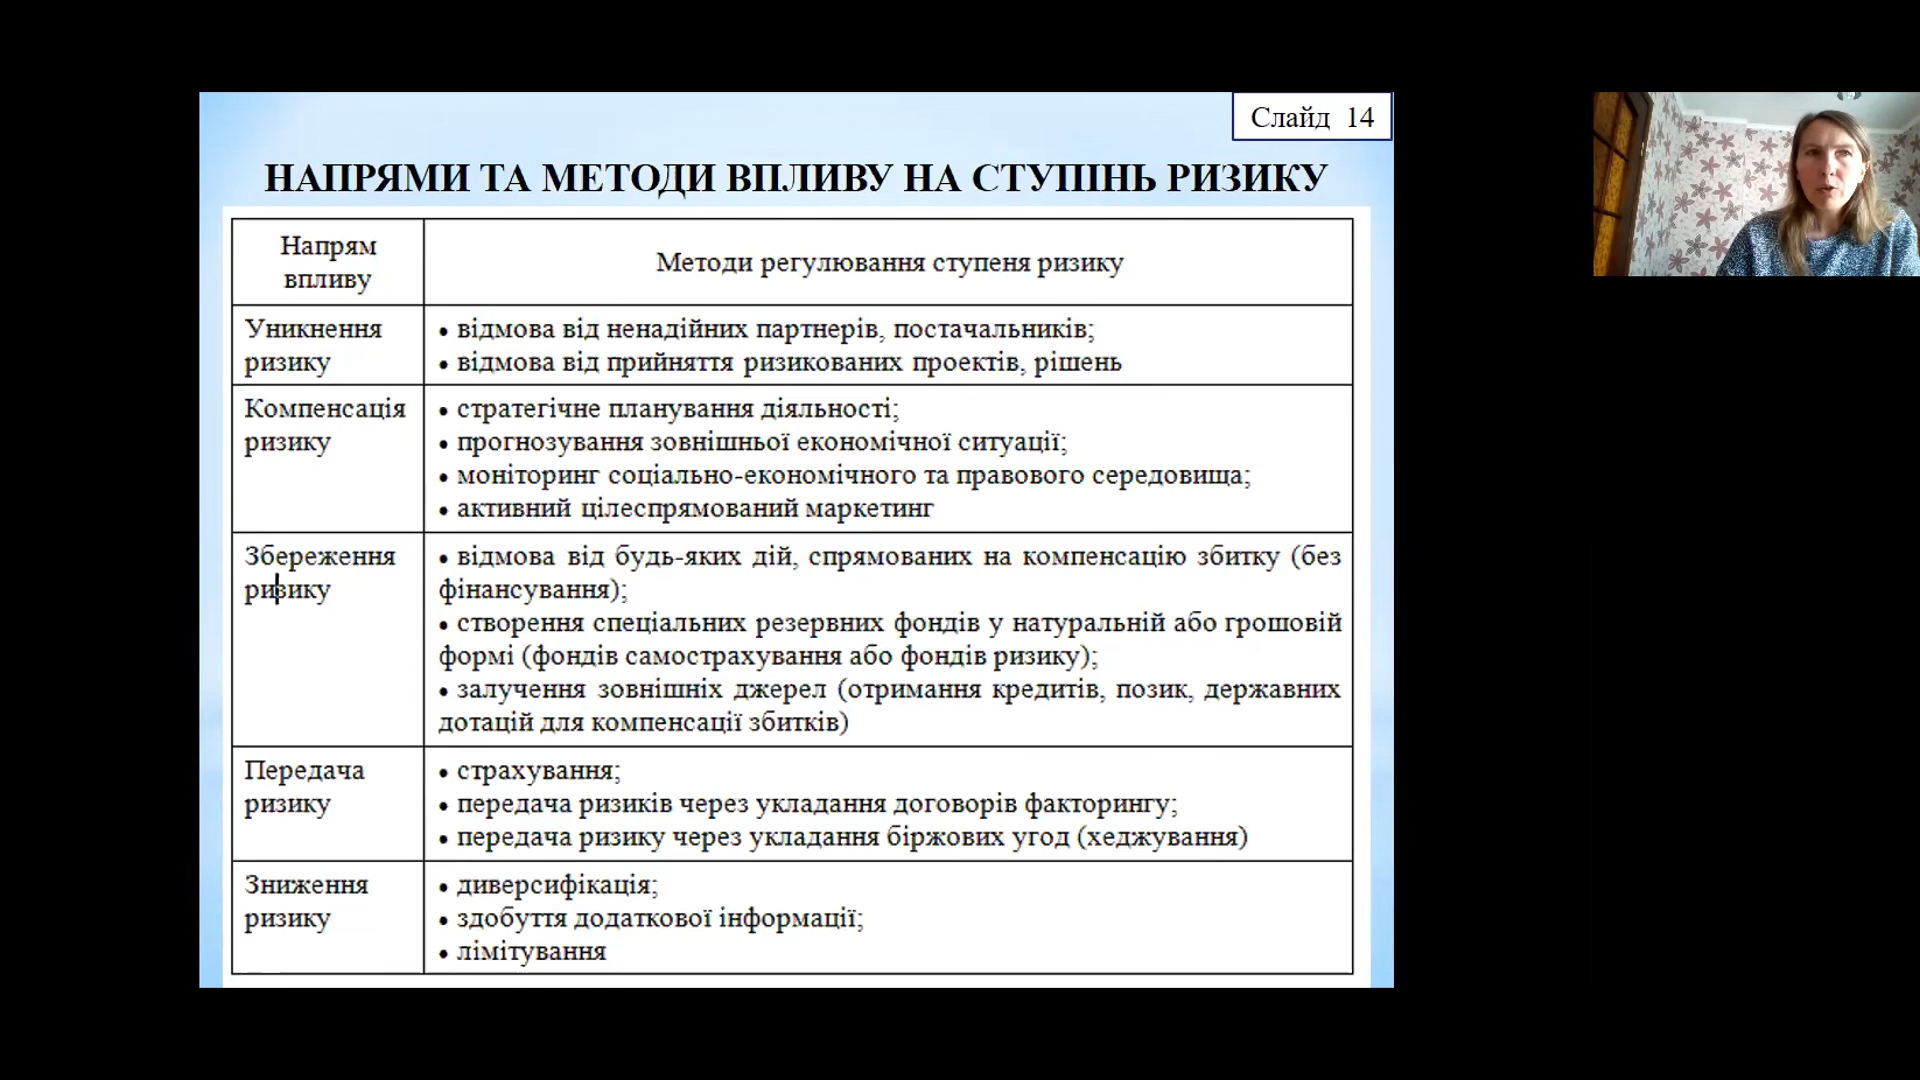 Слайд 14
НАПРЯМИ ТА МЕТОДИ ВПЛИВУ НА СТУПІНЬ РИЗИКУ
Напрям
впливу
Методи регулювання ступеня ризику
Уникнення
ризику
• відмова від ненадійних партнерів, постачальників;
• відмова від прийняття ризикованих проектів, рішень
Компенсація
ризику
• стратегічне планування діяльності;
• прогнозування зовнішньої економічної ситуації;
• моніторинг соціально-економічного та правового середовища;
• активний цілеспрямований маркетинг
Збереження
ризику
• відмова від будь-яких дій, спрямованих на компенсацію збитку (без
фінансування);
• створення спеціальних резервних фондів у натуральній або грошовій
формі (фондів самострахування або фондів ризику);
• залучення зовнішніх джерел (отримання кредитів, позик, державних
дотацій для компенсації збитків)
Передача
ризику
• страхування;
• передача ризиків через укладання договорів факторингу;
• передача ризику через укладання біржових угод (хеджування)
Зниження
ризику
• диверсифікація;
• здобуття додаткової інформації;
• лімітування